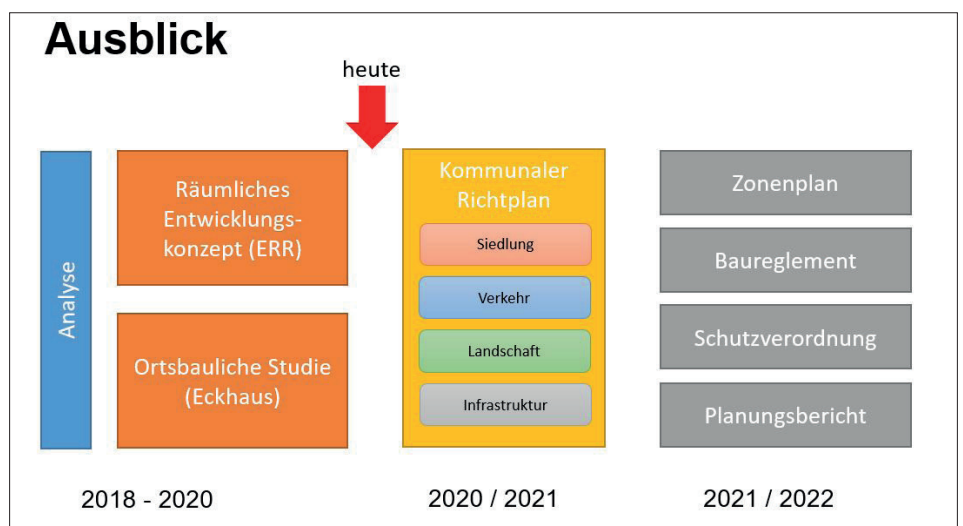 Ausblick
heute
Analyse
Räumliches
Entwicklungs-
konzept (ERR)
Ortsbauliche Studie
(Eckhaus)
Kommunaler
Richtplan
Siedlung
Verkehr
Landschaft
Infrastruktur
Zonenplan
Baureglement
Schutzverordnung
Planungsbericht
2018 - 2020
2020 / 2021
2021 / 2022